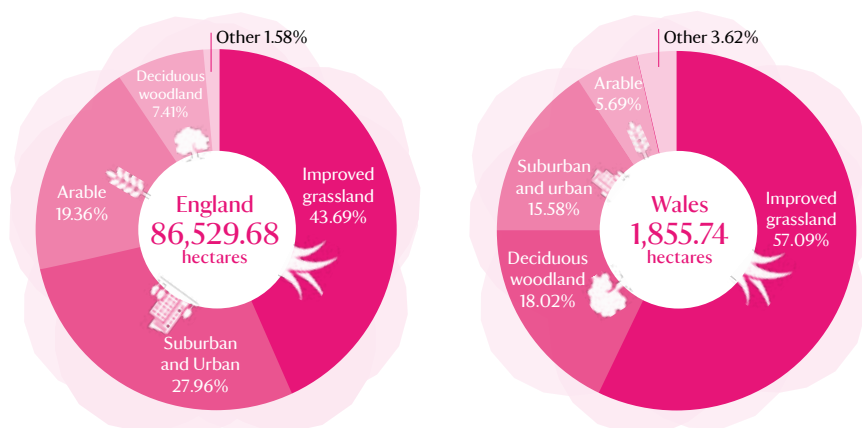 Other 1.58%
Deciduous
woodland
7.41%
Arable
19.36%
Improved
grassland
43.69%
England
86,529.68
hectares
Suburban
and Urban
27.96%
Other 3.62%
Arable
5.69%
Suburban
and urban
15.58%
Improved
grassland
57.09%
Wales
1,855.74
hectares
Deciduous
woodland
18.02%